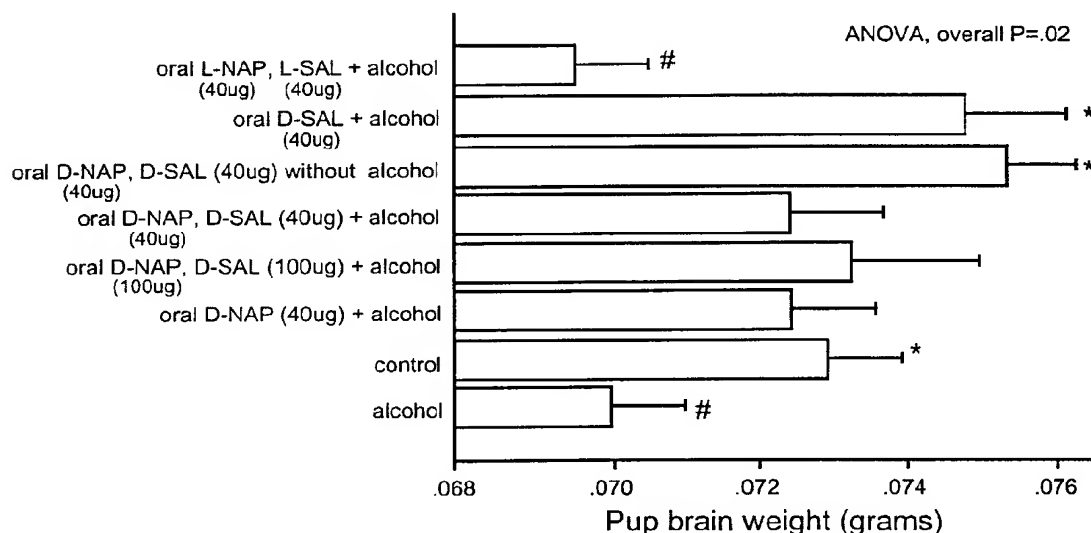 ANOVA, overall P=.02
oral L-NAP, L-SAL + alcohol #
(40ug) (40ug)
oral D-SAL + alcohol *
(40ug)
oral D-NAP, D-SAL (40ug) without alcohol *
(40ug)
oral D-NAP, D-SAL (40ug) + alcohol
(40ug)
oral D-NAP, D-SAL (100ug) + alcohol
(100ug)
oral D-NAP (40ug) + alcohol
control *
alcohol #
.068 .070 .072 .074 .076
Pup brain weight (grams)